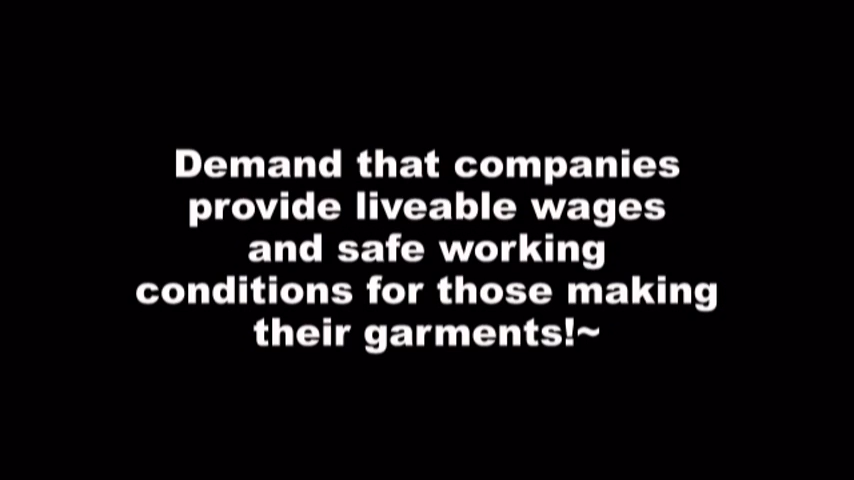 Demand that companies
provide liveable wages
and safe working
conditions for those making
their garments!~